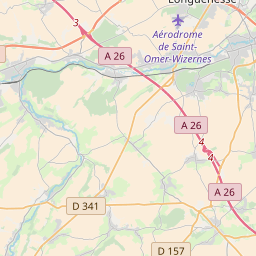 Longuenesse
3
Aérodrome
de Saint-
Omer-Wizernes
A 26
A 26
4
4
A 26
D 341
D 157